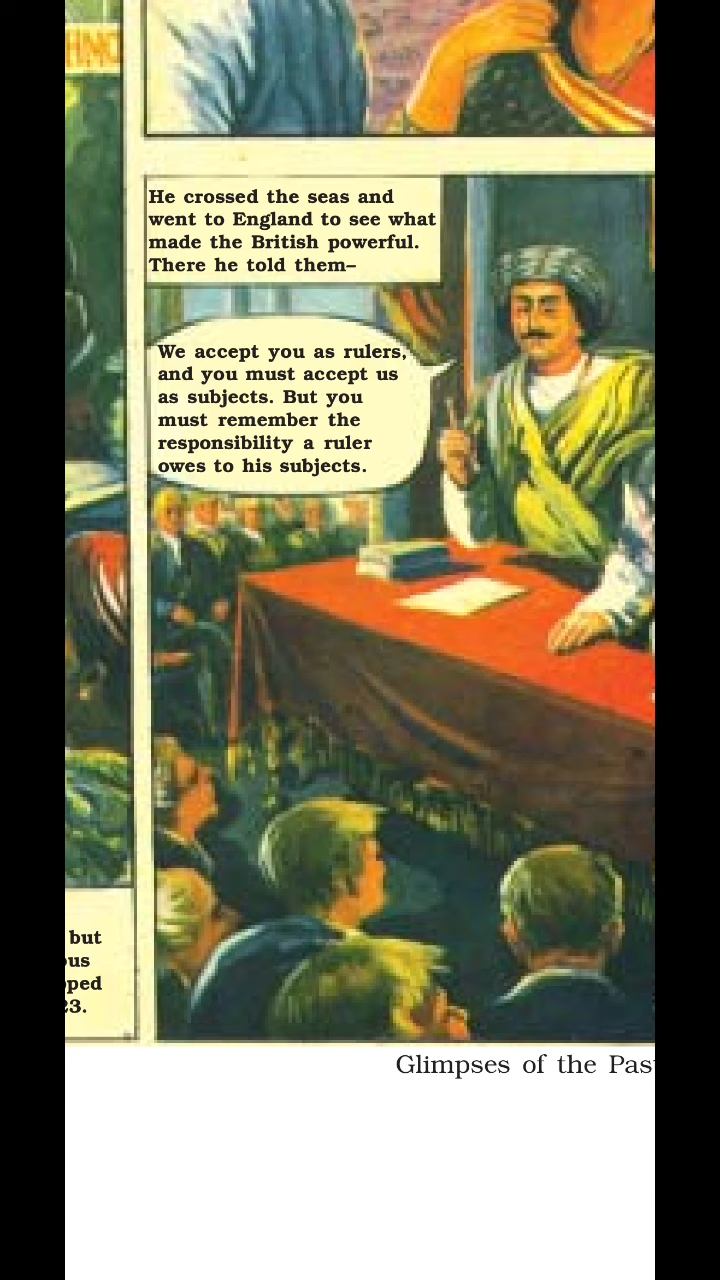 He crossed the seas and
went to England to see what
made the British powerful.
There he told them–
We accept you as rulers,
and you must accept us
as subjects. But you
must remember the
responsibility a ruler
owes to his subjects.
but
23.
Glimpses of the Past